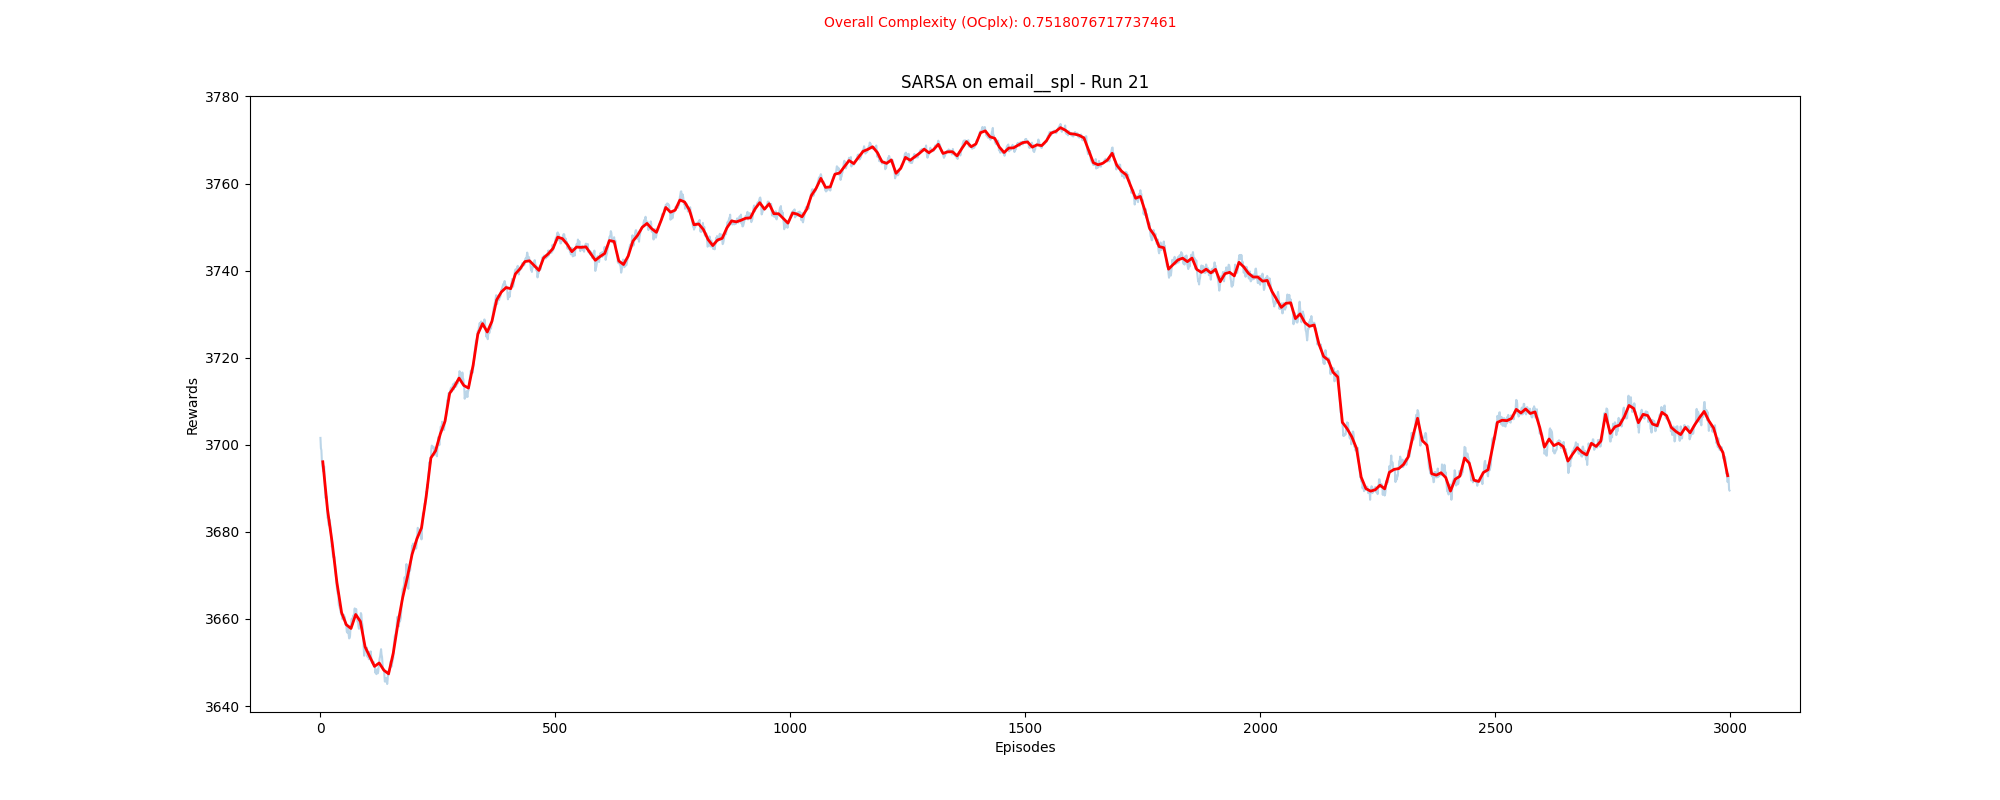 Overall Complexity (OCplx): 0.7518076717737461
SARSA on email__spl - Run 21
3780
3760
3740
3720
3700
3680
3660
3640
Rewards
0 500 1000 1500 2000 2500 3000
Episodes